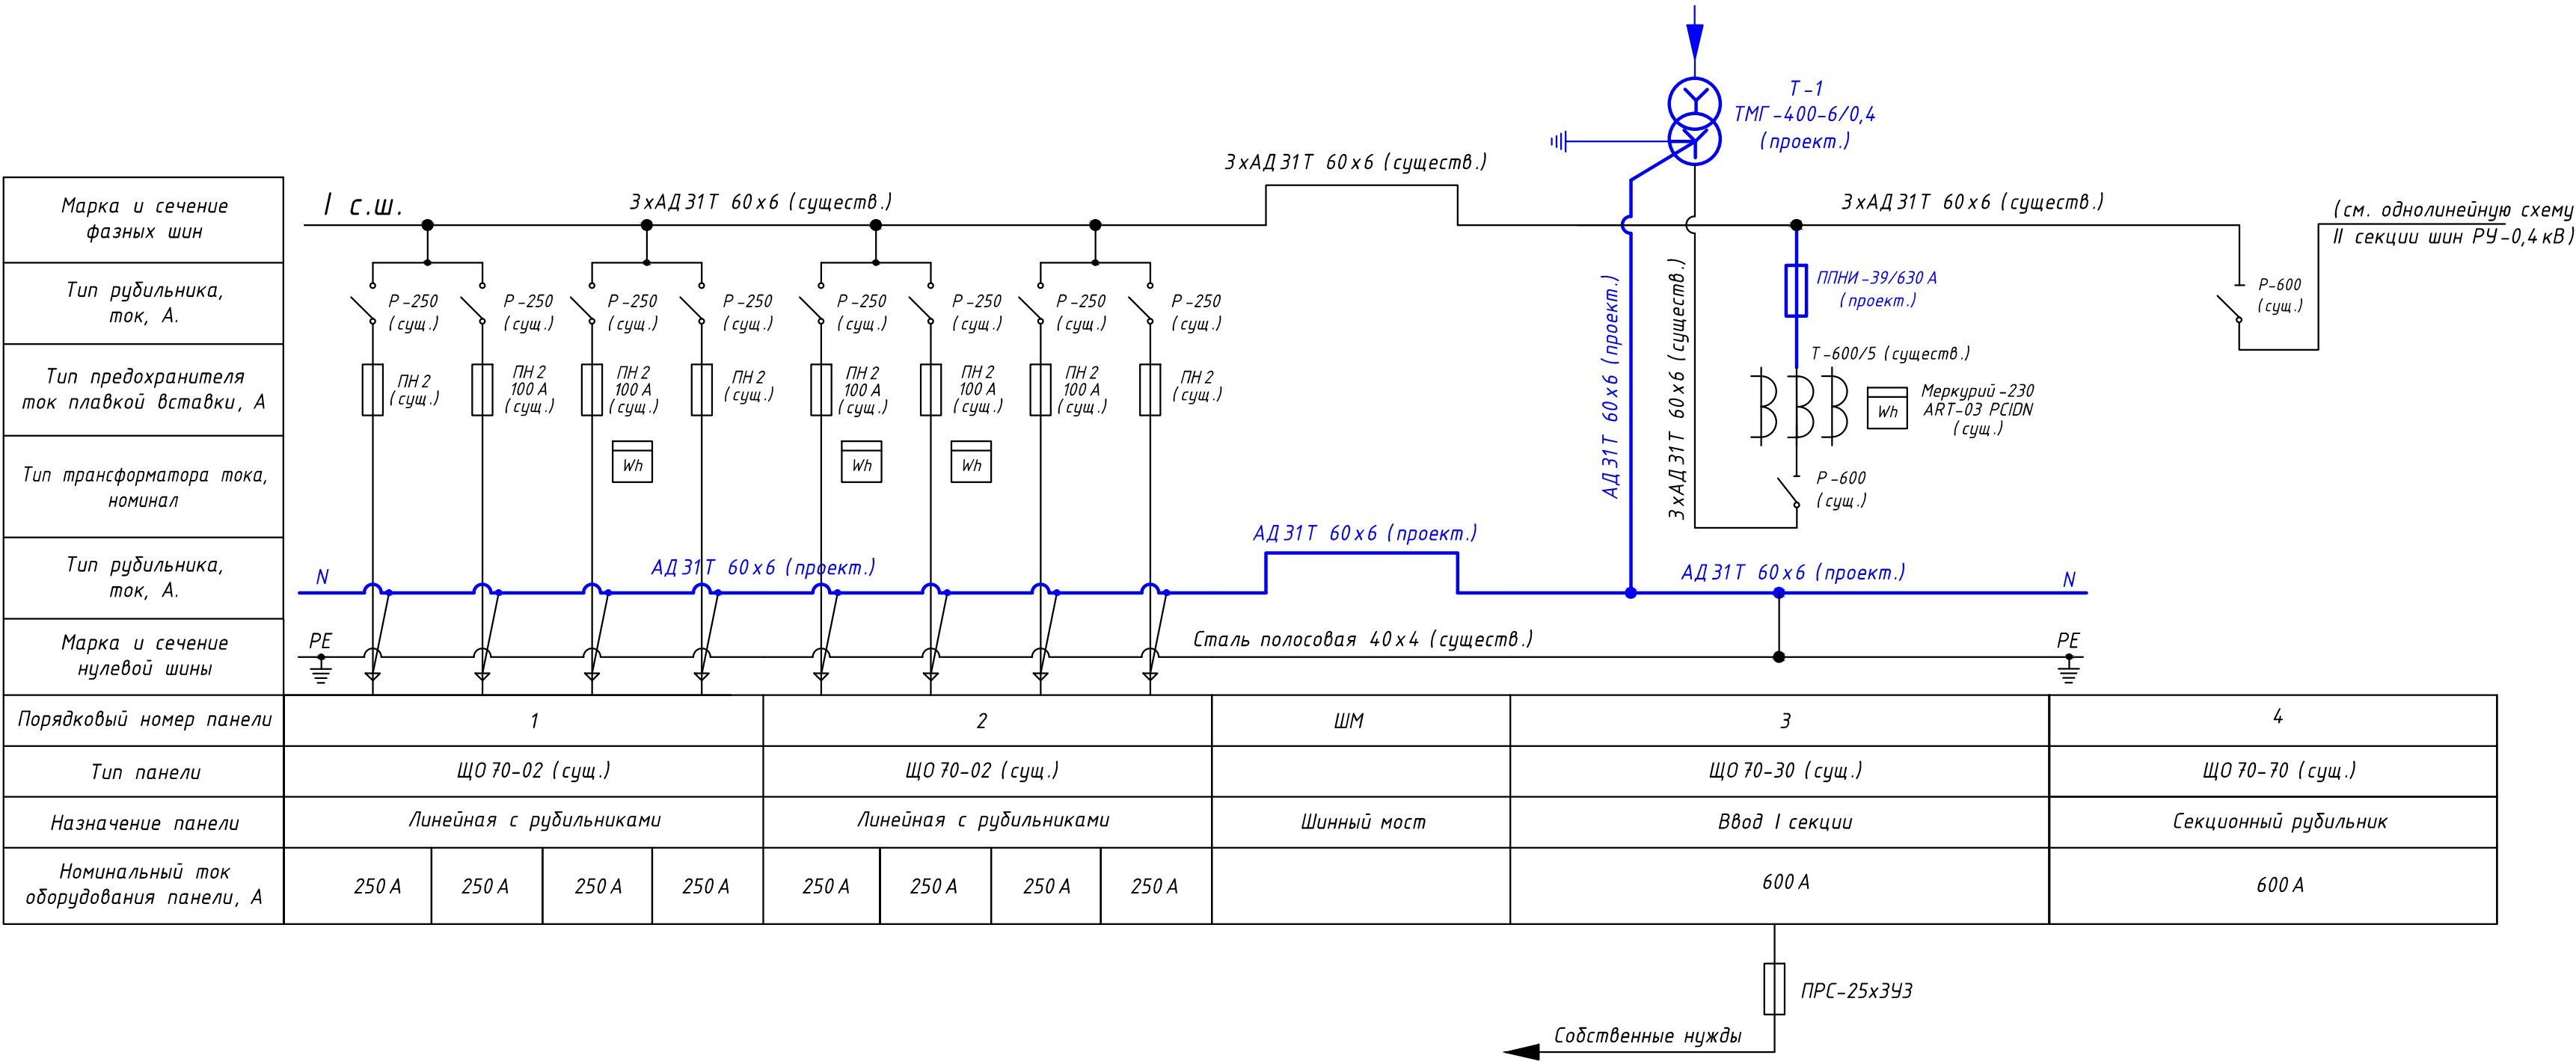 Т-1
ТМГ-400-6/0,4
(проект.)
3хАД31Т 60х6 (существ.)
Марка и сечение
фазных шин
I с.ш.
3хАД31Т 60х6 (существ.)
3хАД31Т 60х6 (существ.)
(см. однолинейную схему
II секции шин РУ-0,4кВ)
Тип рубильника,
ток, А.
Р-250
(сущ.)
Р-250
(сущ.)
Р-250
(сущ.)
Р-250
(сущ.)
Р-250
(сущ.)
Р-250
(сущ.)
Р-250
(сущ.)
Р-250
(сущ.)
АД31Т 60х6 (проект.)
3хАД31Т 60х6 (существ.)
ППНИ-39/630 А
(проект.)
Р-600
(сущ.)
Тип предохранителя
ток плавкой вставки, А
ПН2
(сущ.)
ПН2
100 А
(сущ.)
ПН2
100 А
(сущ.)
ПН2
(сущ.)
ПН2
100 А
(сущ.)
ПН2
100 А
(сущ.)
ПН2
100 А
(сущ.)
ПН2
(сущ.)
Т-600/5 (существ.)
Wh
Меркурий-230
ART-03 PCIDN
(сущ.)
Тип трансформатора тока,
номинал
Wh
Wh
Wh
Р-600
(сущ.)
Тип рубильника,
ток, А.
N
АД31Т 60х6 (проект.)
АД31Т 60х6 (проект.)
АД31Т 60х6 (проект.)
N
Марка и сечение
нулевой шины
PE
Сталь полосовая 40х4 (существ.)
PE
Порядковый номер панели
1
2
ШМ
3
4
Тип панели
ЩО70-02 (сущ.)
ЩО70-02 (сущ.)
ЩО70-30 (сущ.)
ЩО70-70 (сущ.)
Назначение панели
Линейная с рубильниками
Линейная с рубильниками
Шинный мост
Ввод I секции
Секционный рубильник
Номинальный ток
оборудования панели, А
250 А
250 А
250 А
250 А
250 А
250 А
250 А
250 А
600 А
600 А
ПРС-25х3У3
Собственные нужды